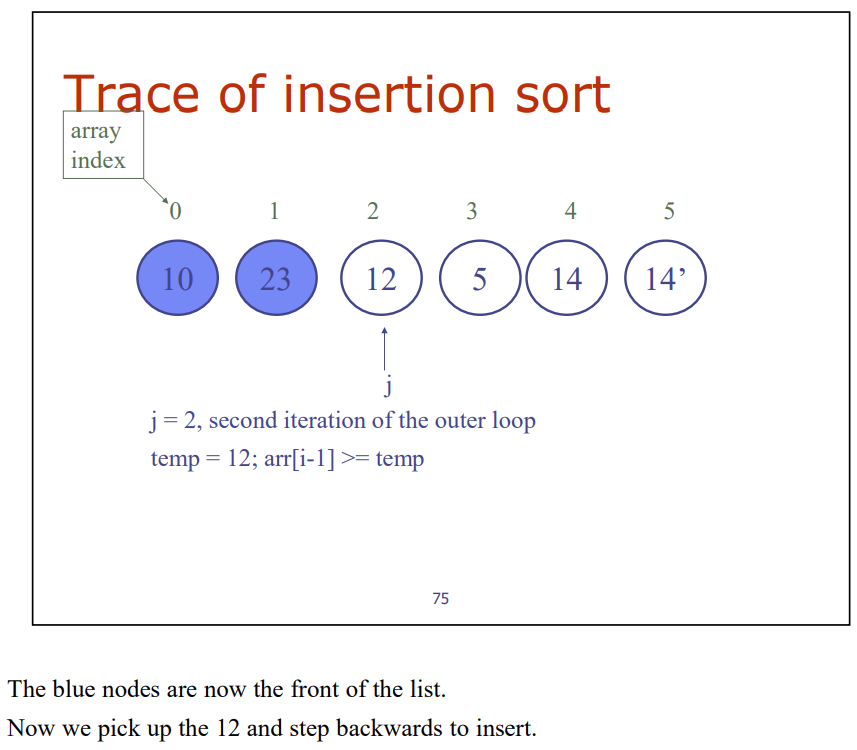 Trace of insertion sort
array
index
0 1 2 3 4 5
10 23 12 5 14 14’
j
j = 2, second iteration of the outer loop
temp = 12; arr[i-1] >= temp
75
The blue nodes are now the front of the list.
Now we pick up the 12 and step backwards to insert.